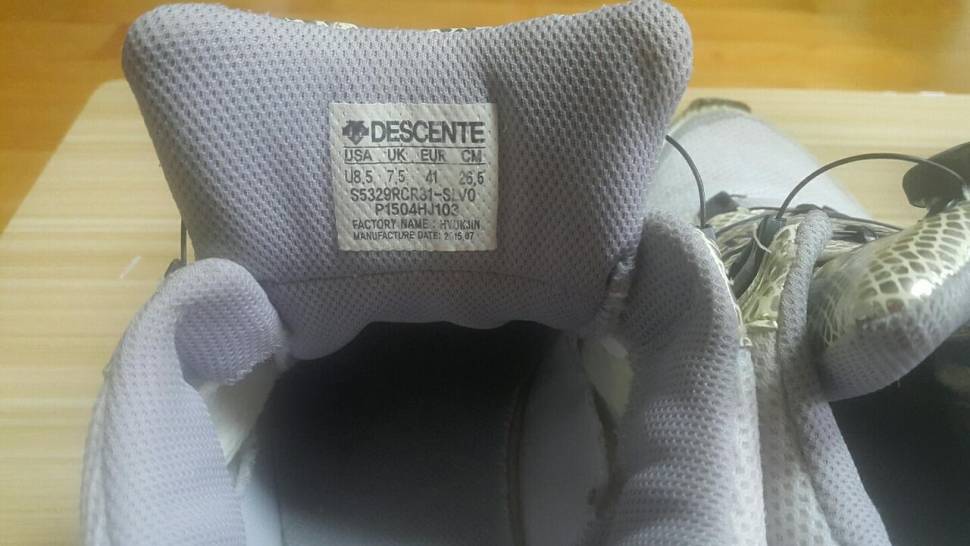 DESCENTE
USA UK EUR CM
U8,5 7,5 41 26,5
S5329RCR31-SLV0
P1504HJ103
FACTORY NAME : HYUKJIN
MANUFACTURE DATE: 2015.07